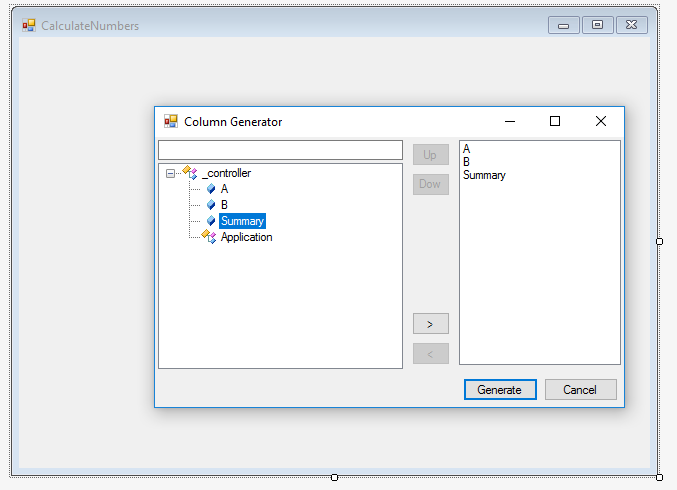 CalculateNumbers
Column Generator
_controller
A
B
Summary
Application
Up
Dow
>
<
A
B
Summary
Generate
Cancel